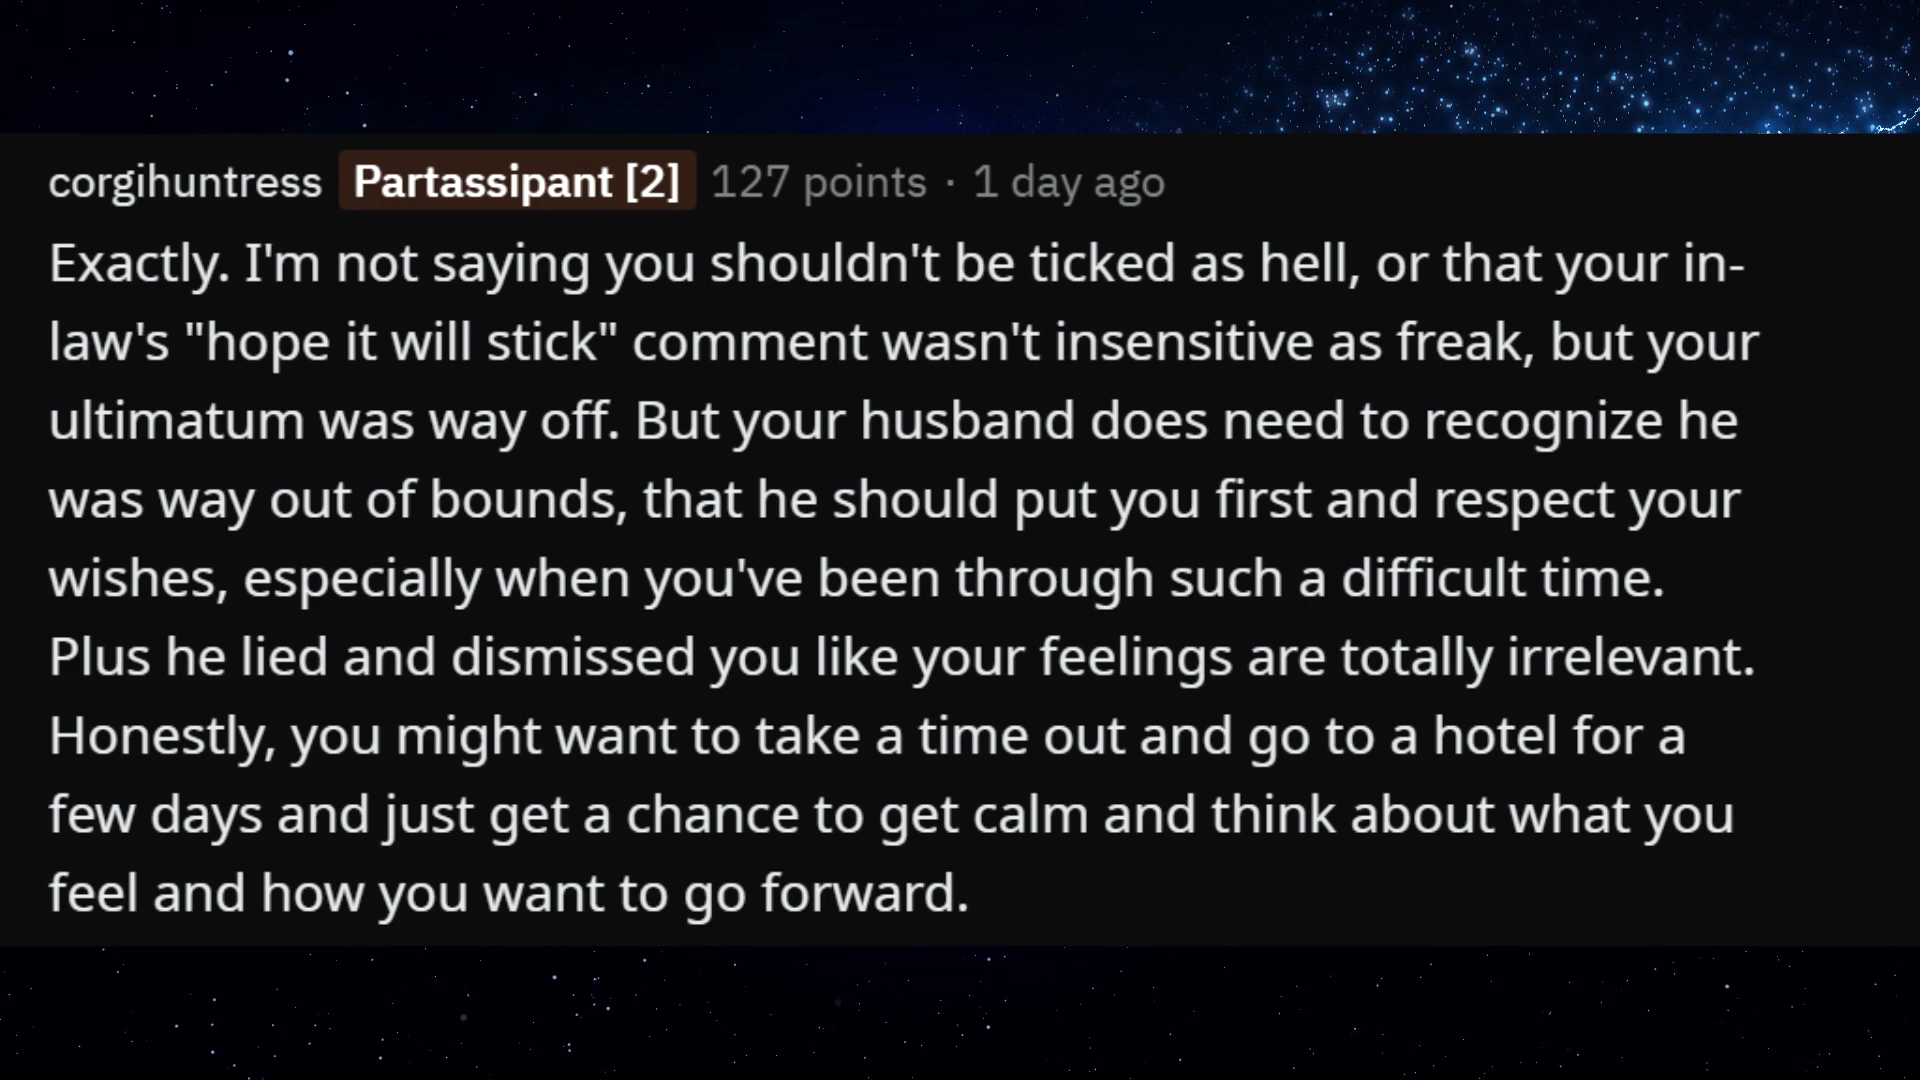 corgihuntress Partassipant [2] 127 points · 1 day ago
Exactly. I'm not saying you shouldn't be ticked as hell, or that your in-
law's "hope it will stick" comment wasn't insensitive as freak, but your
ultimatum was way off. But your husband does need to recognize he
was way out of bounds, that he should put you first and respect your
wishes, especially when you've been through such a difficult time.
Plus he lied and dismissed you like your feelings are totally irrelevant.
Honestly, you might want to take a time out and go to a hotel for a
few days and just get a chance to get calm and think about what you
feel and how you want to go forward.